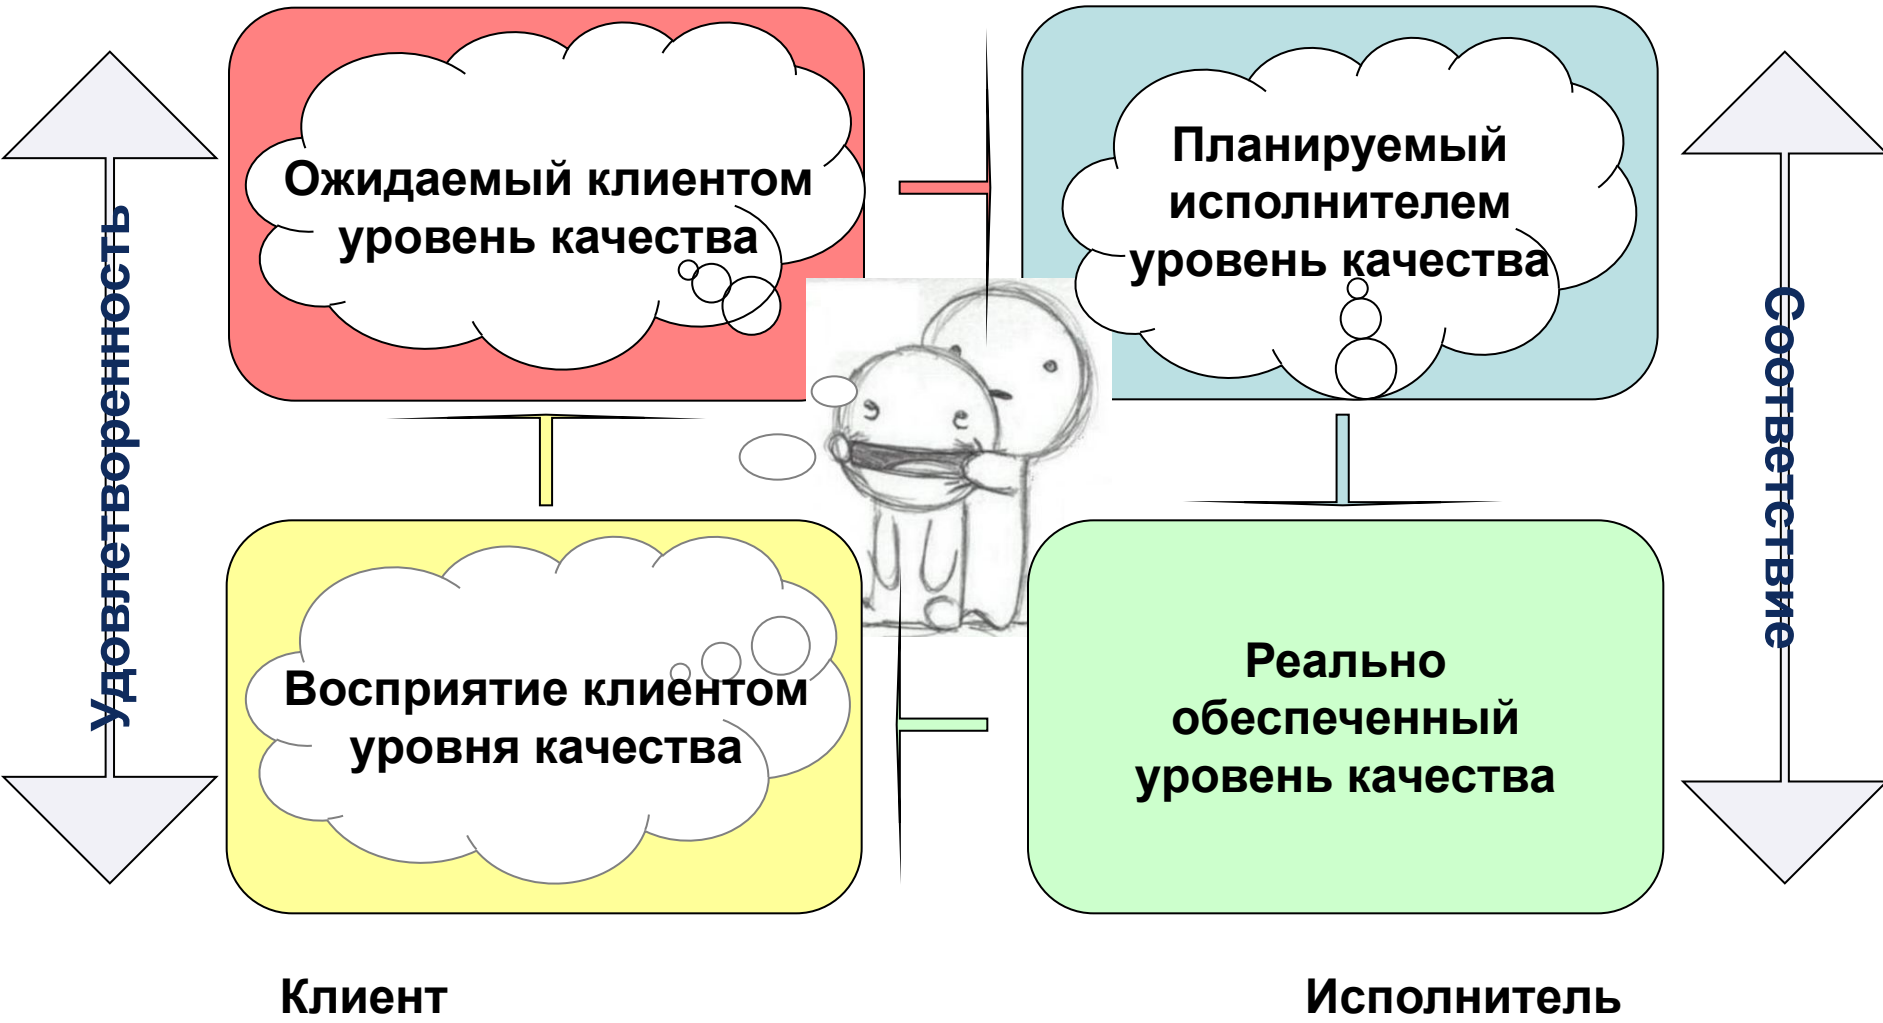 Ожидаемый клиентом
уровень качества
Планируемый
исполнителем
уровень качества
Удовлетворенность
Соответствие
Восприятие клиентом
уровня качества
Реально
обеспеченный
уровень качества
Клиент
Исполнитель